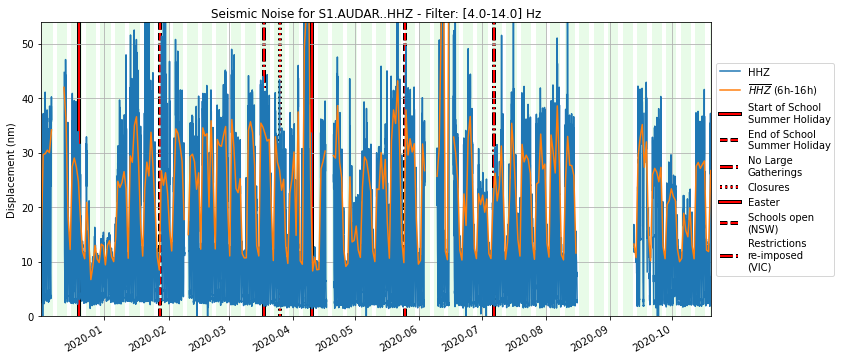 Seismic Noise for S1.AUDAR..HHZ - Filter: [4.0-14.0] Hz
Displacement (nm)
50
40
30
20
10
0
2020-01
2020-02
2020-03
2020-04
2020-05
2020-06
2020-07
2020-08
2020-09
2020-10
HHZ
HHZ (6h-16h)
Start of School
Summer Holiday
End of School
Summer Holiday
No Large
Gatherings
Closures
Easter
Schools open
(NSW)
Restrictions
re-imposed
(VIC)